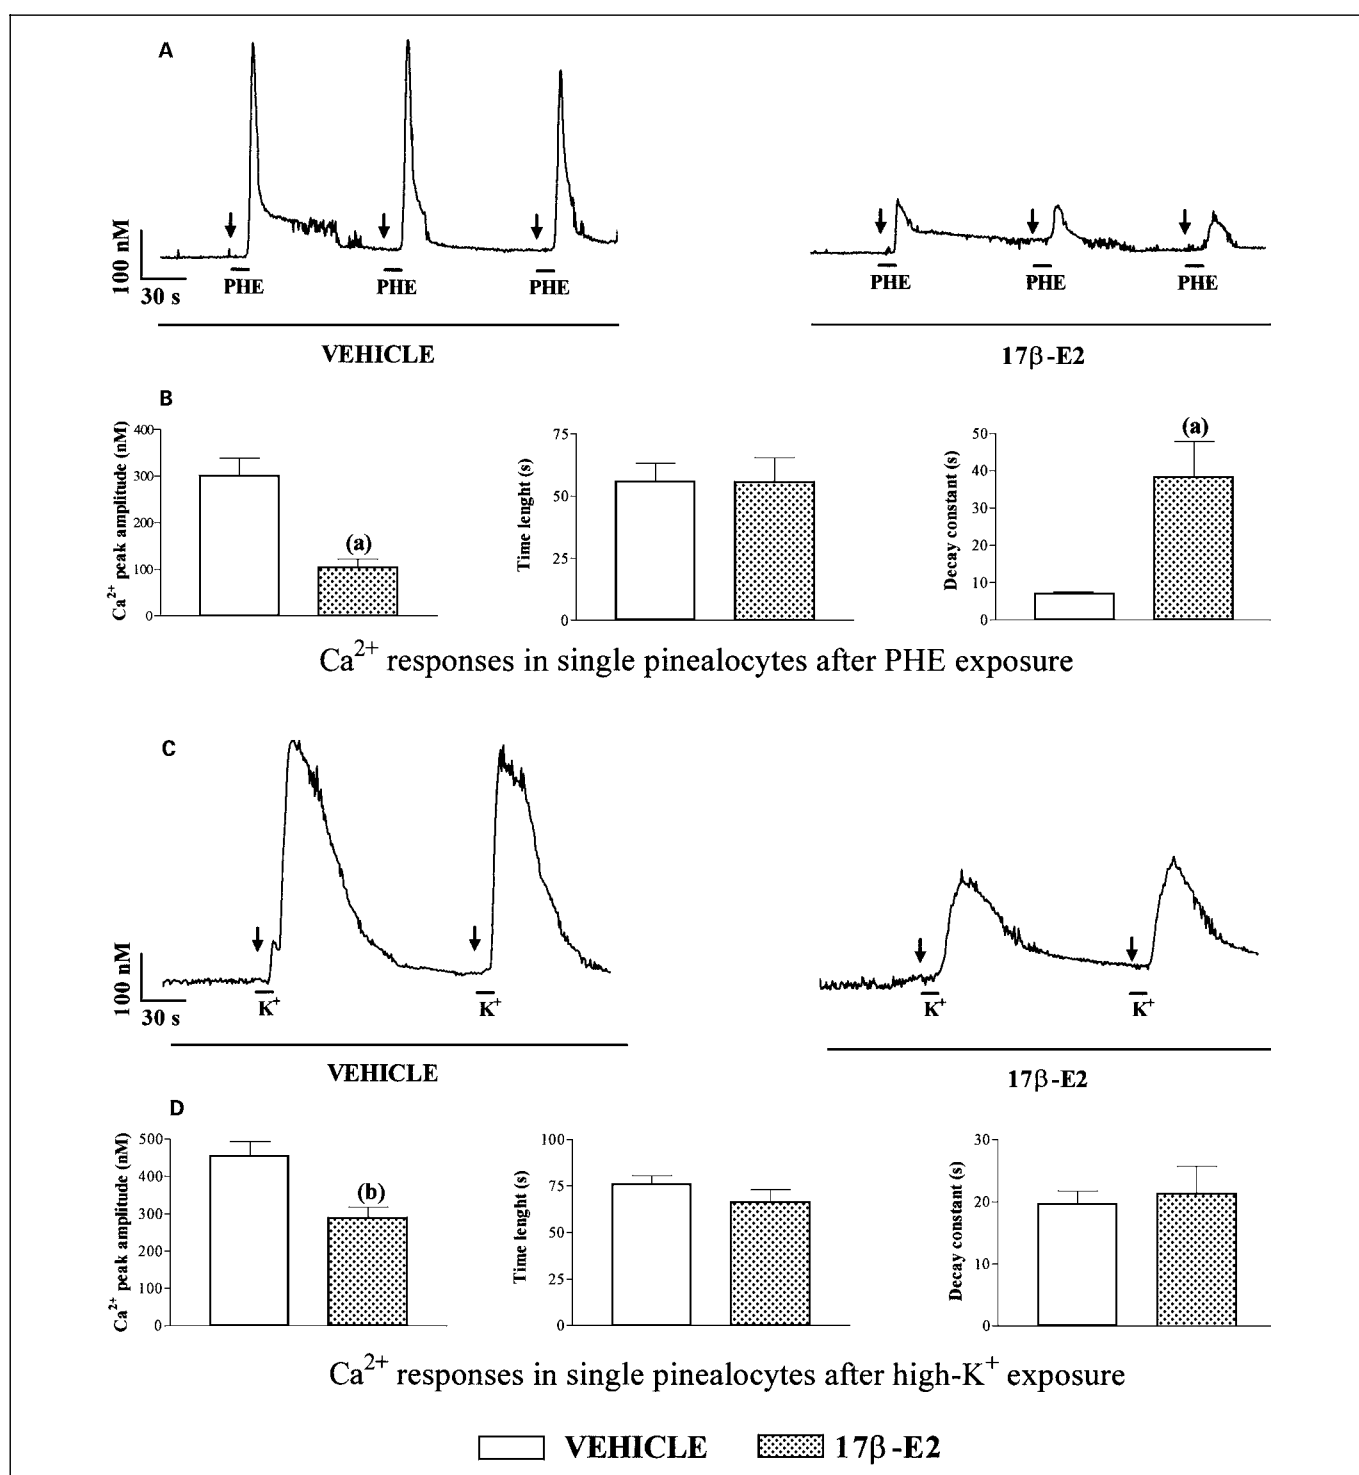 A
100 nM
30 s
PHE PHE PHE
PHE PHE PHE
VEHICLE
17β-E2
B
Ca2+ peak amplitude (nM)
400
300
200
100
0
(a)
Time lenght (s)
75
50
25
0
Decay constant (s)
50
40
30
20
10
0
(a)
Ca2+ responses in single pinealocytes after PHE exposure
C
100 nM
30 s
K+ K+
K+ K+
VEHICLE
17β-E2
D
Ca2+ peak amplitude (nM)
500
400
300
200
100
0
(b)
Time lenght (s)
100
75
50
25
0
Decay constant (s)
30
20
10
0
Ca2+ responses in single pinealocytes after high-K+ exposure
VEHICLE 17β-E2